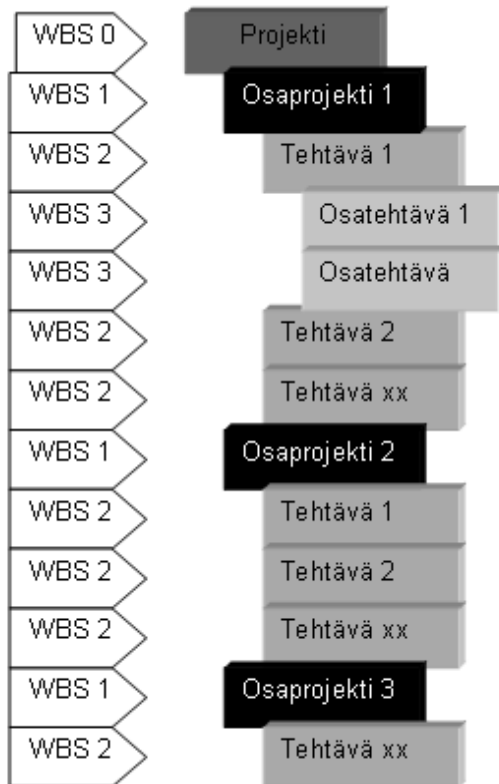 WBS 0 Projekti
WBS 1 Osaprojekti 1
WBS 2 Tehtävä 1
WBS 3 Osatehtävä 1
WBS 3 Osatehtävä
WBS 2 Tehtävä 2
WBS 2 Tehtävä xx
WBS 1 Osaprojekti 2
WBS 2 Tehtävä 1
WBS 2 Tehtävä 2
WBS 2 Tehtävä xx
WBS 1 Osaprojekti 3
WBS 2 Tehtävä xx